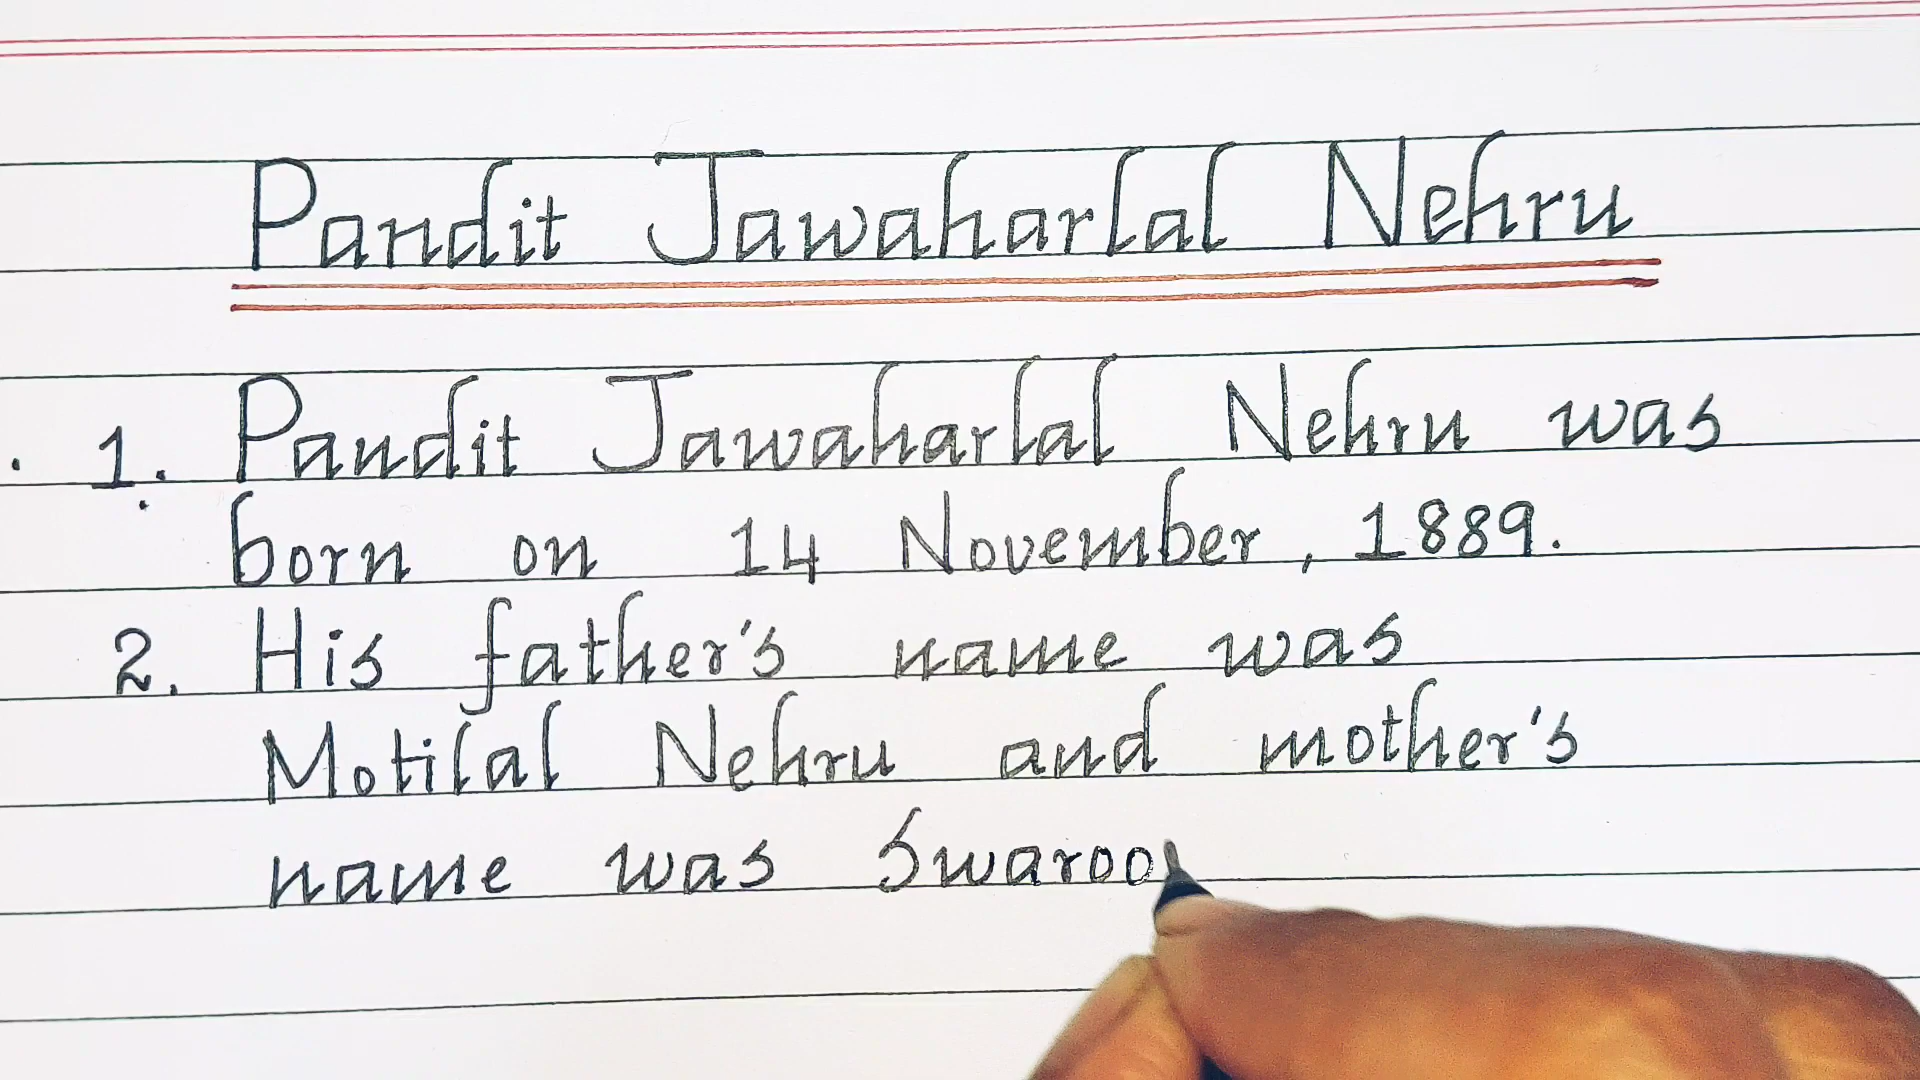 Pandit Jawaharlal Nehru
1. Pandit Jawaharlal Nehru was
born on 14 November, 1889.
2. His father's name was
Motilal Nehru and mother's
name was Swaroo